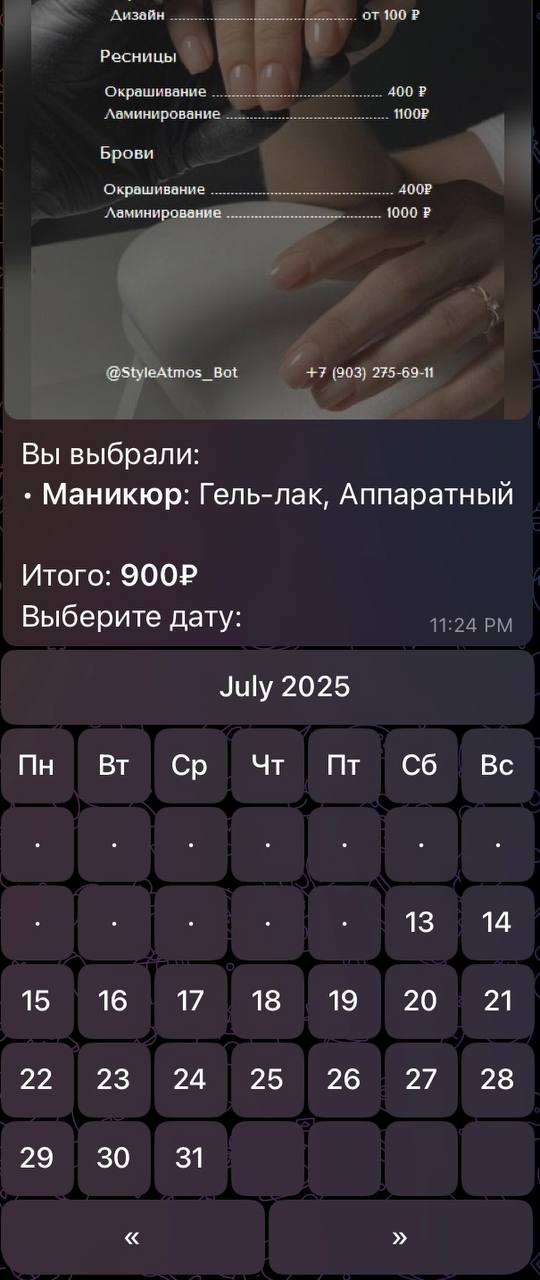 Дизайн ........................................ от 100 ₽
Ресницы
Окрашивание ........................................ 400 ₽
Ламинирование ........................................ 1100₽
Брови
Окрашивание ........................................ 400₽
Ламинирование ........................................ 1000 ₽
@StyleAtmos_Bot +7 (903) 275-69-11
Вы выбрали:
• Маникюр: Гель-лак, Аппаратный
Итого: 900₽
Выберите дату:
11:24 PM
July 2025
Пн Вт Ср Чт Пт Сб Вс
· · · · · · ·
· · · · · 13 14
15 16 17 18 19 20 21
22 23 24 25 26 27 28
29 30 31
« »